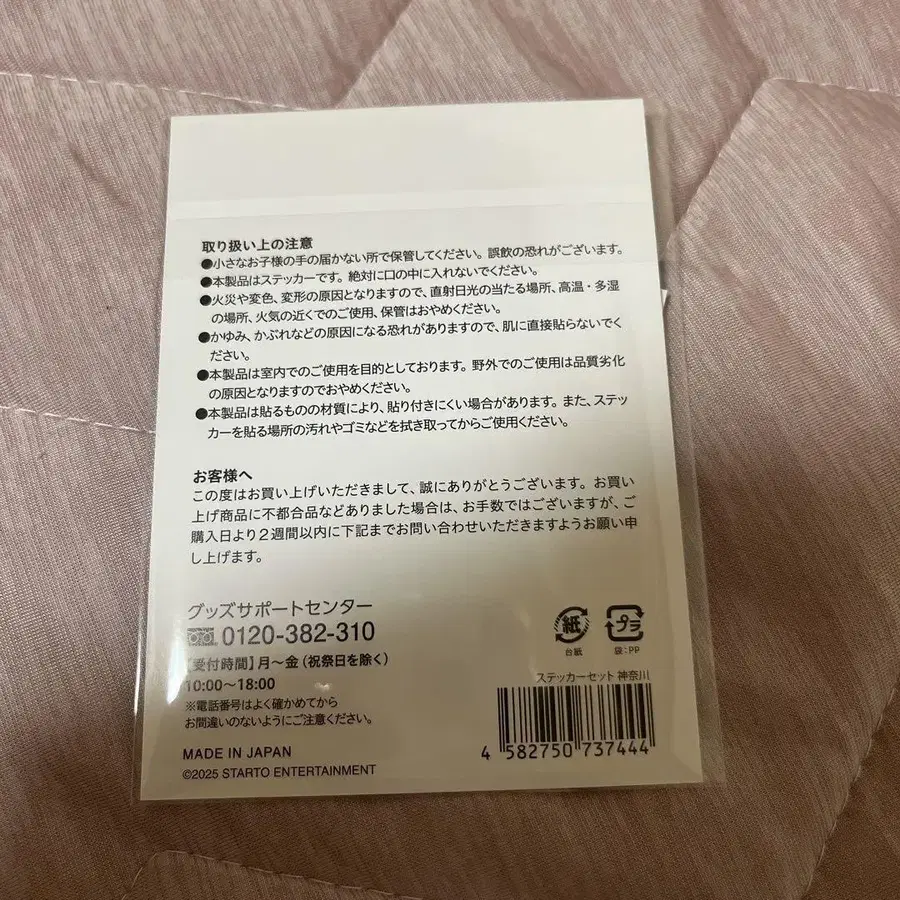 取り扱い上の注意
●小さなお子様の手の届かない所で保管してください。誤飲の恐れがございます。
●本製品はステッカーです。絶対に口の中に入れないでください。
●火災や変色、変形の原因となりますので、直射日光の当たる場所、高温・多湿
の場所、火気の近くでのご使用、保管はおやめください。
●かゆみ、かぶれなどの原因になる恐れがありますので、肌に直接貼らないでく
ださい。
●本製品は室内でのご使用を目的としております。野外でのご使用は品質劣化
の原因となりますのでおやめください。
●本製品は貼るものの材質により、貼り付きにくい場合があります。また、ステッ
カーを貼る場所の汚れやゴミなどを拭き取ってからご使用ください。
お客様へ
この度はお買い上げいただきまして、誠にありがとうございます。お買い
上げ商品に不都合品などありました場合は、お手数ではございますが、ご
購入日より2週間以内に下記までお問い合わせいただきますようお願い申
し上げます。
グッズサポートセンター
0120-382-310
【受付時間】月～金（祝祭日を除く）
10:00～18:00
※電話番号はよく確かめてから
お間違いのないようにご注意ください。
MADE IN JAPAN
©2025 STARTO ENTERTAINMENT
紙
台紙
プラ
袋:PP
ステッカーセット 神奈川
4 582750 737444